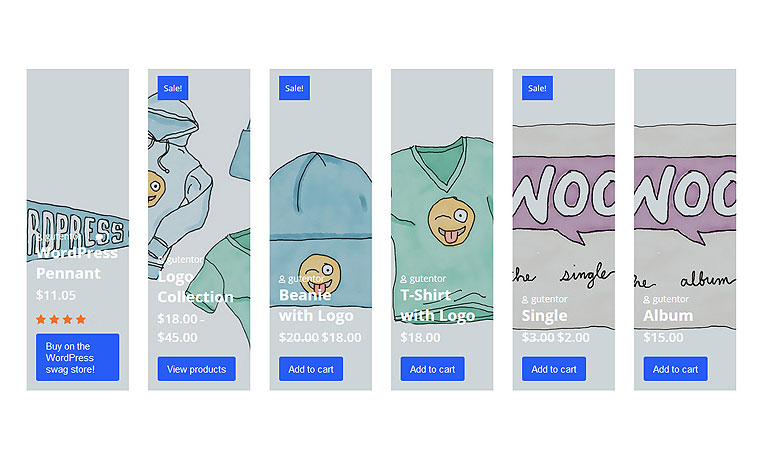 RDPRESS
gutentor
WordPress
Pennant
$11.05
Buy on the
WordPress
swag store!
Sale!
gutentor
Logo
Collection
$18.00 –
$45.00
View products
Sale!
gutentor
Beanie
with Logo
$20.00 $18.00
Add to cart
gutentor
T-Shirt
with Logo
$18.00
Add to cart
Sale!
WOO
the single
gutentor
Single
$3.00 $2.00
Add to cart
WOO
he album
gutentor
Album
$15.00
Add to cart